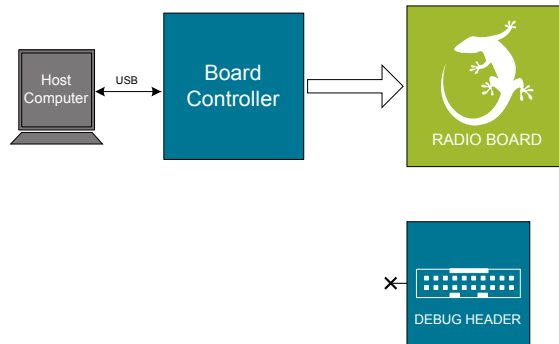 Host
Computer
USB
Board
Controller
RADIO BOARD
DEBUG HEADER